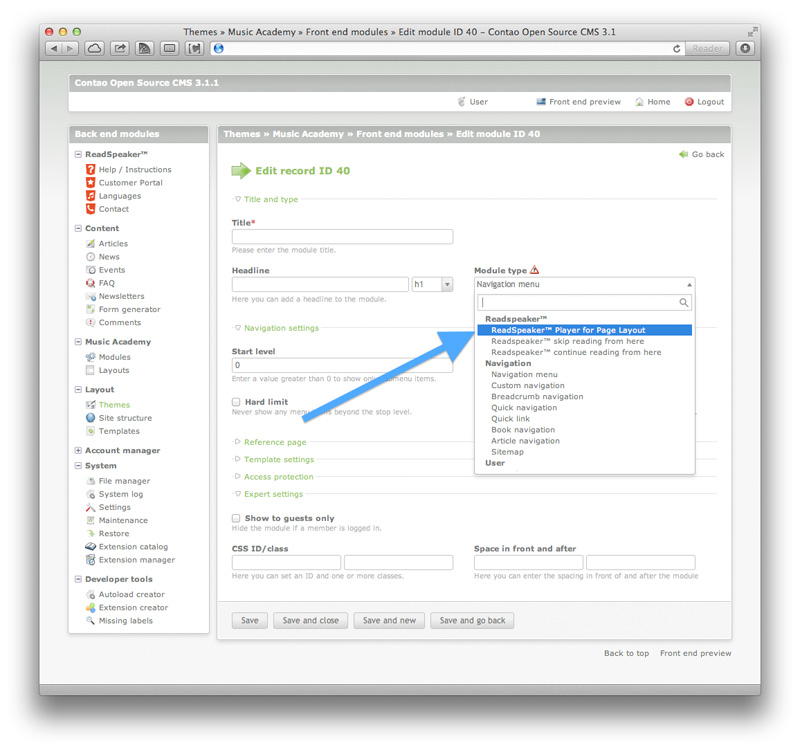 Themes » Music Academy » Front end modules » Edit module ID 40 – Contao Open Source CMS 3.1
Reader
Contao Open Source CMS 3.1.1
User
Front end preview
Home
Logout
Back end modules
ReadSpeaker™
Help / Instructions
Customer Portal
Languages
Contact
Content
Articles
News
Events
FAQ
Newsletters
Form generator
Comments
Music Academy
Modules
Layouts
Layout
Themes
Site structure
Templates
Account manager
System
File manager
System log
Settings
Maintenance
Restore
Extension catalog
Extension manager
Developer tools
Autoload creator
Extension creator
Missing labels
Themes » Music Academy » Front end modules » Edit module ID 40
Go back
Edit record ID 40
Title and type
Title*
Please enter the module title.
Headline
h1
Here you can add a headline to the module.
Module type
Navigation menu
Readspeaker™
ReadSpeaker™ Player for Page Layout
Readspeaker™ skip reading from here
Readspeaker™ continue reading from here
Navigation
Navigation menu
Custom navigation
Breadcrumb navigation
Quick navigation
Quick link
Book navigation
Article navigation
Sitemap
User
Navigation settings
Start level
0
Enter a value greater than 0 to show only menu items.
Hard limit
Never show any menu beyond the stop level.
Reference page
Template settings
Access protection
Expert settings
Show to guests only
Hide the module if a member is logged in.
CSS ID/class
Here you can set an ID and one or more classes.
Space in front and after
Here you can enter the spacing in front of and after the module
Save
Save and close
Save and new
Save and go back
Back to top
Front end preview